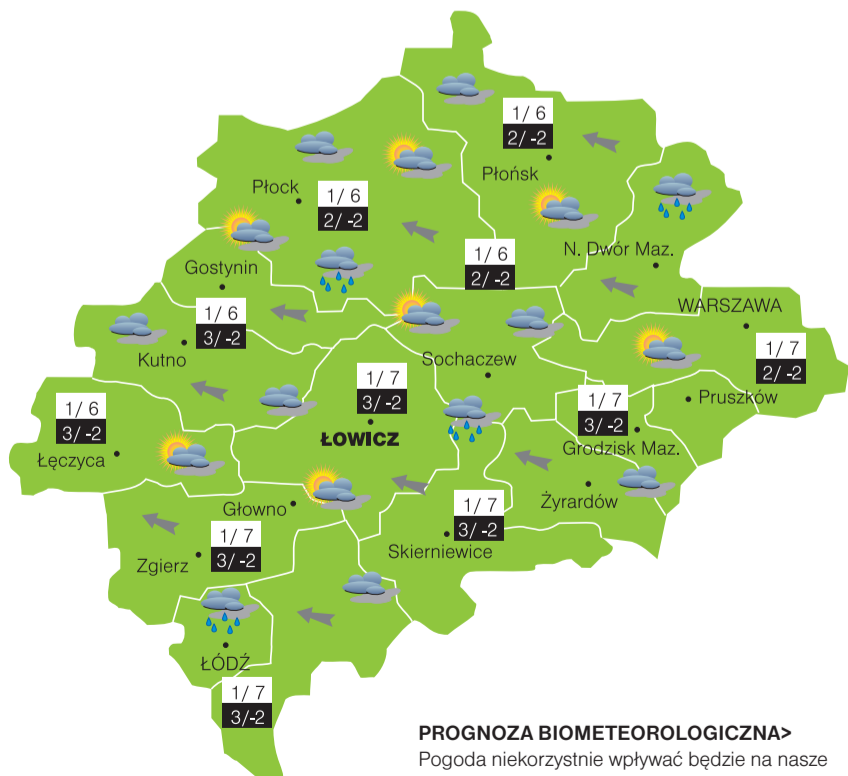 1/ 6
2/ -2
Płońsk
Płock
1/ 6
2/ -2
N. Dwór Maz.
1/ 6
2/ -2
Gostynin
1/ 6
3/ -2
Kutno
WARSZAWA
1/ 7
2/ -2
Sochaczew
1/ 7
3/ -2
ŁOWICZ
Pruszków
1/ 7
3/ -2
Grodzisk Maz.
1/ 6
3/ -2
Łęczyca
Głowno
Żyrardów
1/ 7
3/ -2
Skierniewice
1/ 7
3/ -2
Zgierz
ŁÓDŹ
1/ 7
3/-2
PROGNOZA BIOMETEOROLOGICZNA>
Pogoda niekorzystnie wpływać będzie na nasze